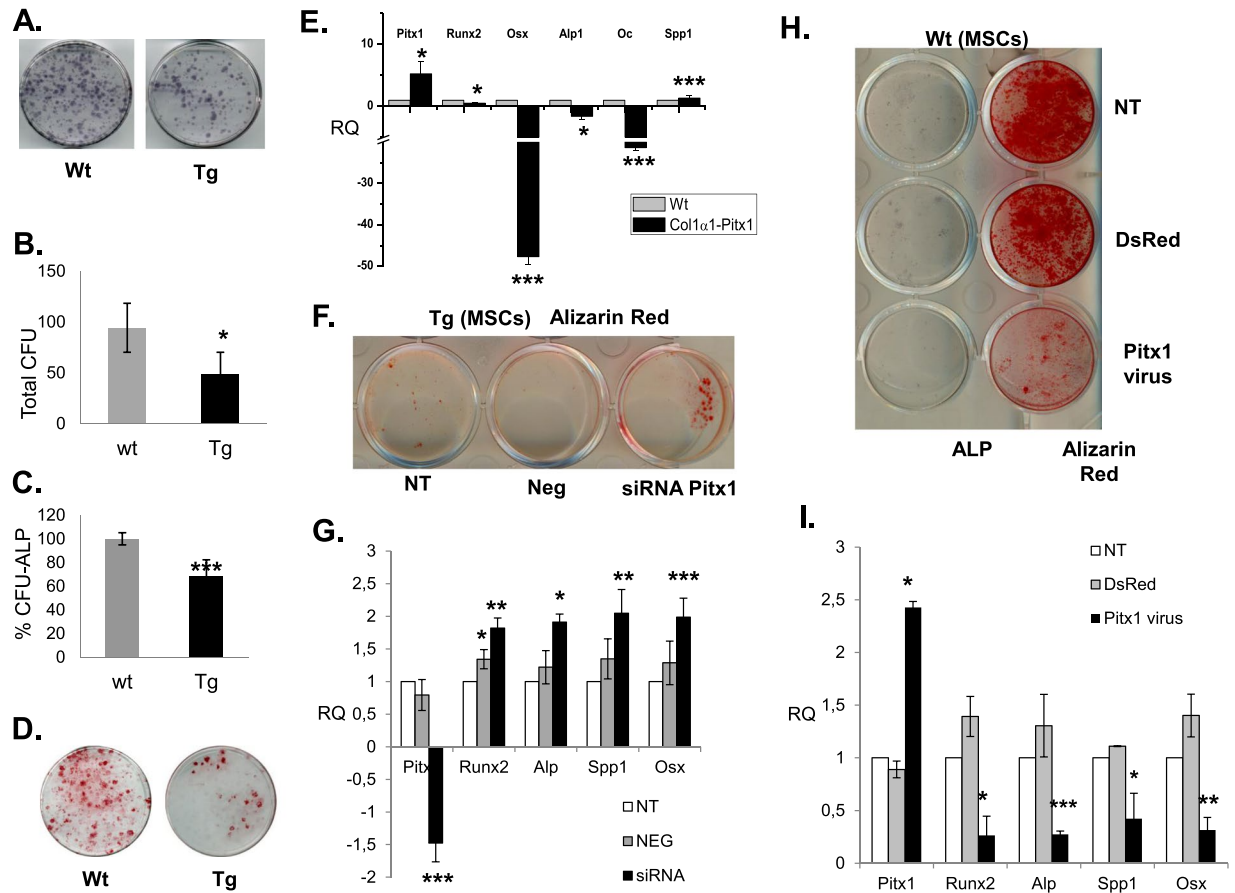 A.
Wt Tg
B.
150
100
50
0
Total CFU
*
wt Tg
C.
120
100
80
60
40
20
0
% CFU-ALP
***
wt Tg
D.
Wt Tg
E.
Pitx1 Runx2 Osx Alp1 Oc Spp1
10
0
-30
-40
-50
RQ
* * *** * *** ***
Wt
Col1α1-Pitx1
F.
Tg (MSCs) Alizarin Red
NT Neg siRNA Pitx1
G.
3
2,5
2
1,5
1
0,5
0
-0,5
-1
-1,5
-2
RQ
*** * ** * ** ***
Pitx Runx2 Alp Spp1 Osx
NT
NEG
siRNA
H.
Wt (MSCs)
NT
DsRed
Pitx1
virus
ALP Alizarin
Red
I.
3
2,5
2
1,5
1
0,5
0
RQ
* * *** * **
NT
DsRed
Pitx1 virus
Pitx1 Runx2 Alp Spp1 Osx